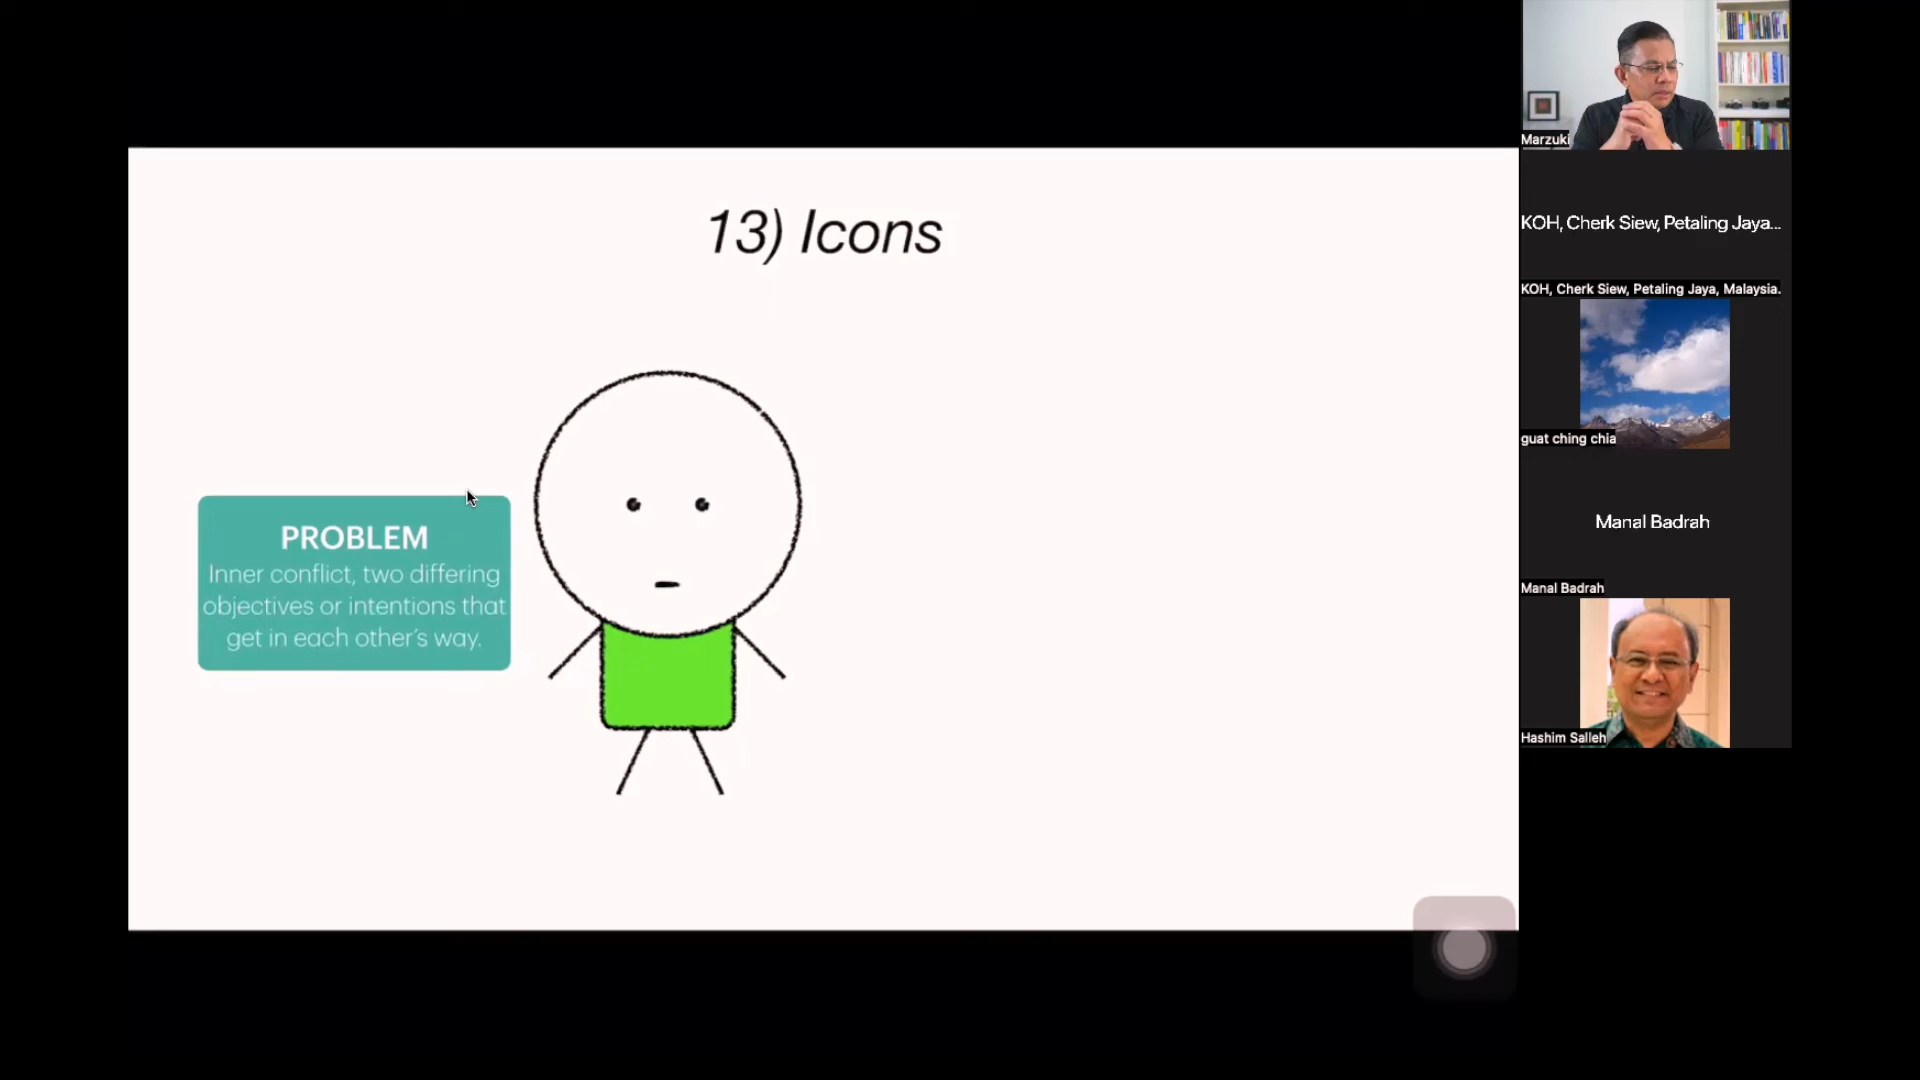 13) Icons
PROBLEM
Inner conflict, two differing
objectives or intentions that
get in each other's way.
Marzuki
KOH, Cherk Siew, Petaling Jaya...
KOH, Cherk Siew, Petaling Jaya, Malaysia.
guat ching chia
Manal Badrah
Manal Badrah
Hashim Salleh